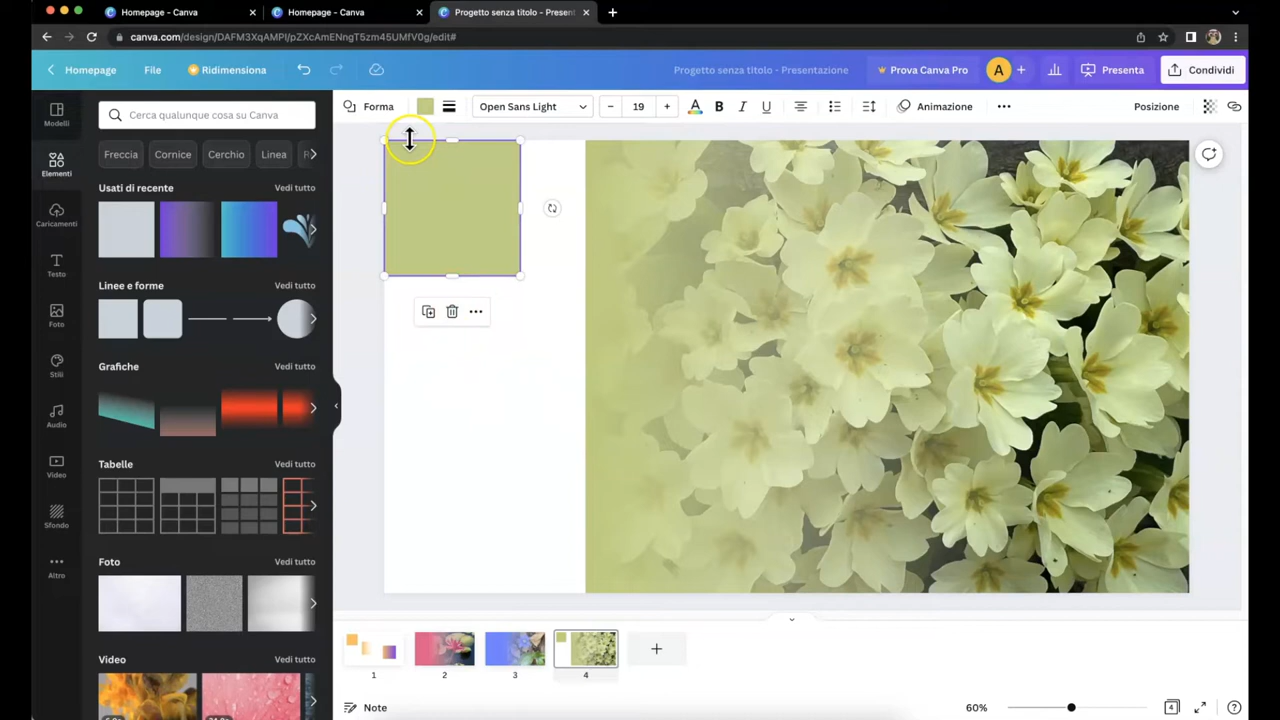 Homepage - Canva
Homepage - Canva
Progetto senza titolo - Present
canva.com/design/DAFM3XqAMPI/pZXcAmENngT5zm45UMfV0g/edit#
Homepage
File
Ridimensiona
Progetto senza titolo - Presentazione
Prova Canva Pro
A
Presenta
Condividi
Modelli
Elementi
Caricamenti
Testo
Foto
Stili
Audio
Video
Sfondo
Altro
Cerca qualunque cosa su Canva
Freccia
Cornice
Cerchio
Linea
Usati di recente
Vedi tutto
Linee e forme
Vedi tutto
Grafiche
Vedi tutto
Tabelle
Vedi tutto
Foto
Vedi tutto
Video
Vedi tutto
Forma
Open Sans Light
19
A
B
I
U
Animazione
Posizione
1
2
3
4
Note
60%
4